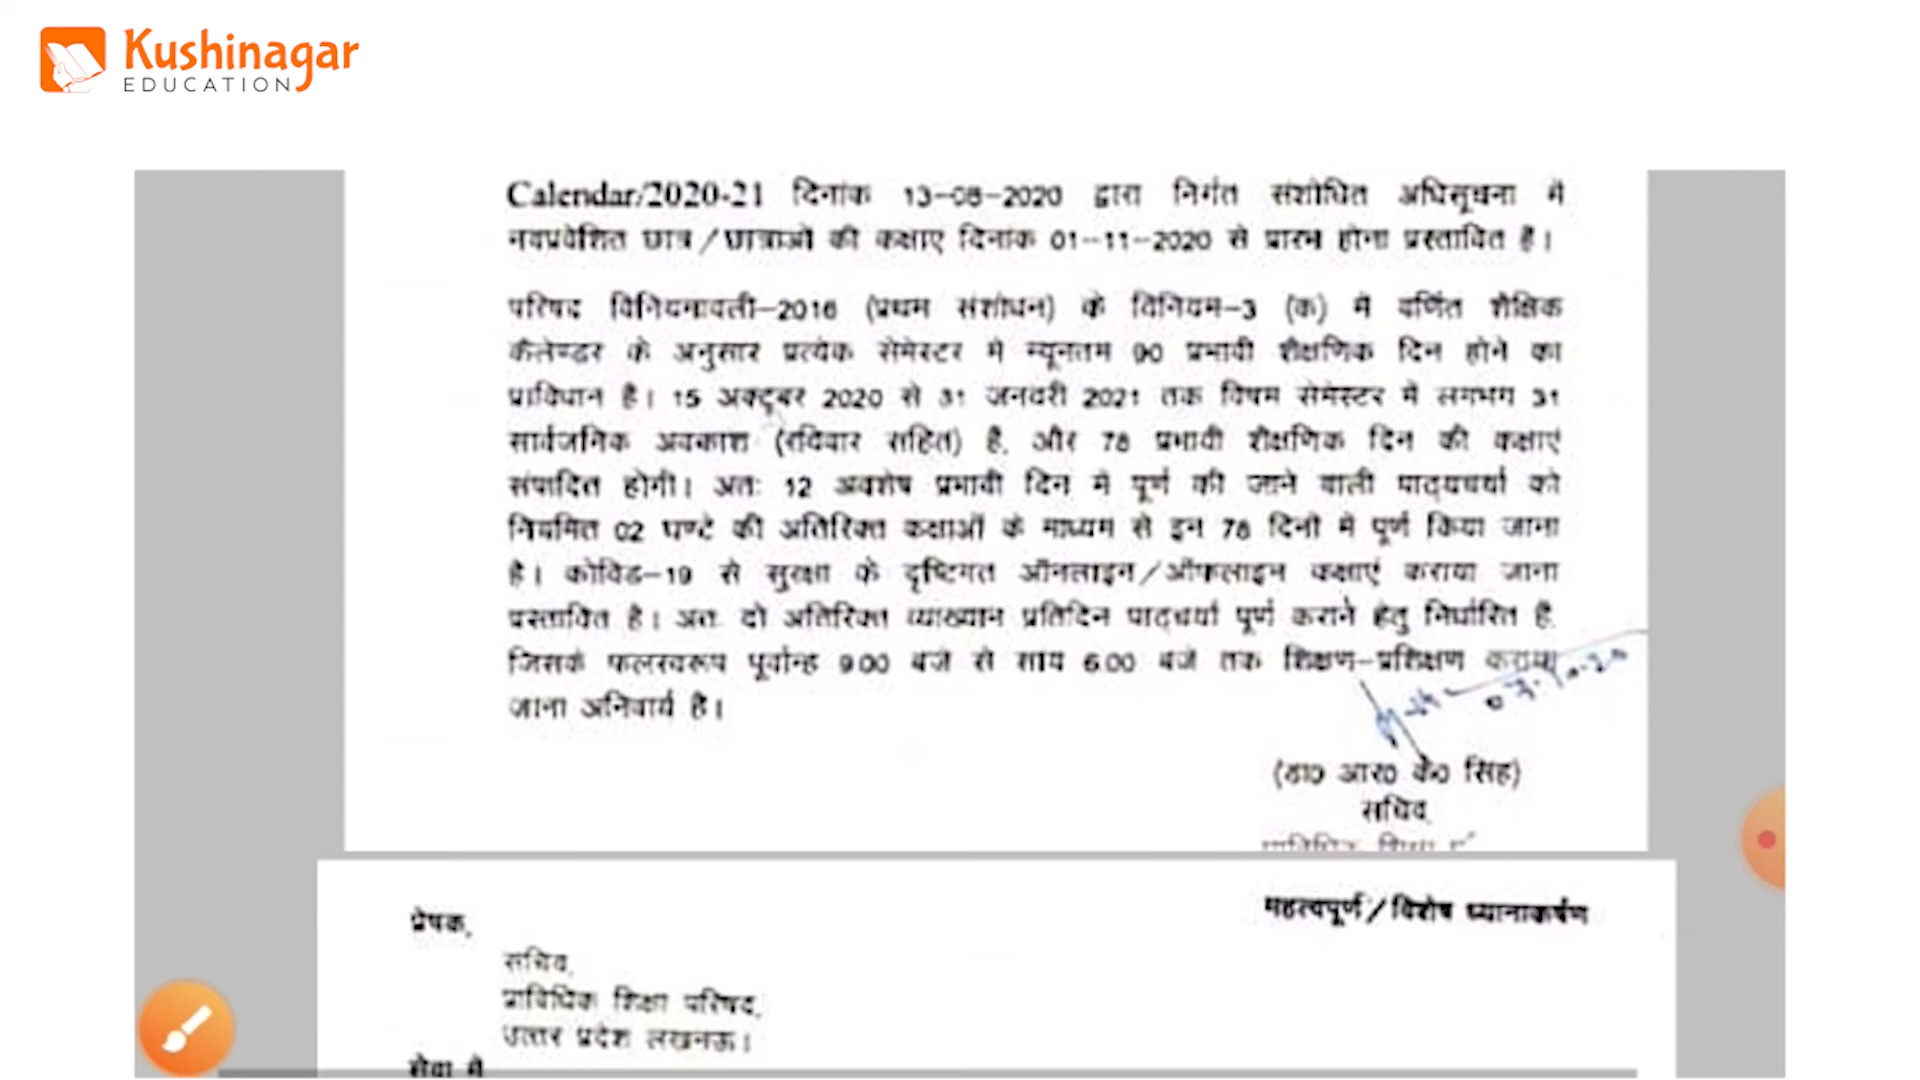 Kushinagar
EDUCATION
Calendar/2020-21 दिनांक 13-08-2020 द्वारा निर्गत संशोधित अधिसूचना में
नवप्रवेशित छात्र/छात्राओं की कक्षाए दिनांक 01-11-2020 से प्रारंभ होना प्रस्तावित है।
परिषद विनियमावली-2016 (प्रथम संशोधन) के विनियम-3 (क) में वर्णित शैक्षिक
कैलेण्डर के अनुसार प्रत्येक सेमेस्टर में न्यूनतम 90 प्रभावी शैक्षणिक दिन होने का
प्राविधान है। 15 अक्टूबर 2020 से 31 जनवरी 2021 तक विषम सेमेस्टर में लगभग 31
सार्वजनिक अवकाश (रविवार सहित) है, और 78 प्रभावी शैक्षणिक दिन की कक्षाएं
संपादित होगी। अतः 12 अवशेष प्रभावी दिन में पूर्ण की जाने वाली पाठ्यचर्या को
नियमित 02 घण्टे की अतिरिक्त कक्षाओं के माध्यम से इन 78 दिनों में पूर्ण किया जाना
है। कोविड-19 से सुरक्षा के दृष्टिगत ऑनलाइन/ऑफलाइन कक्षाएं कराया जाना
प्रस्तावित है। अतः दो अतिरिक्त व्याख्यान प्रतिदिन पाठ्चर्या पूर्ण कराने हेतु निर्धारित है,
जिसके फलस्वरूप पूर्वान्ह 9.00 बजे से सायं 6.00 बजे तक शिक्षण-प्रशिक्षण कराया
जाना अनिवार्य है।
(डा0 आर0 के0 सिंह)
सचिव
महत्वपूर्ण/विशेष ध्यानाकर्षण
प्रेषक,
सचिव,
प्राविधिक शिक्षा परिषद,
उत्तर प्रदेश लखनऊ।
सेवा में